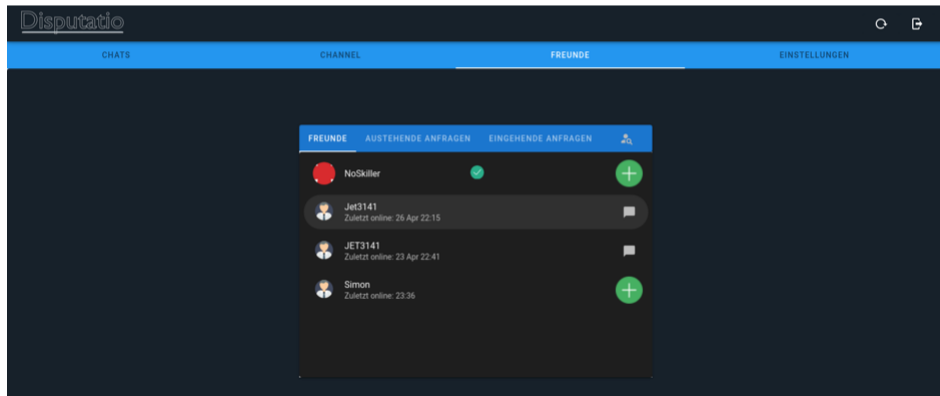 Disputatio
CHATS CHANNEL FREUNDE EINSTELLUNGEN
FREUNDE AUSTEHENDE ANFRAGEN EINGEHENDE ANFRAGEN
NoSkiller
Jet3141
Zuletzt online: 26 Apr 22:15
JET3141
Zuletzt online: 23 Apr 22:41
Simon
Zuletzt online: 23:36